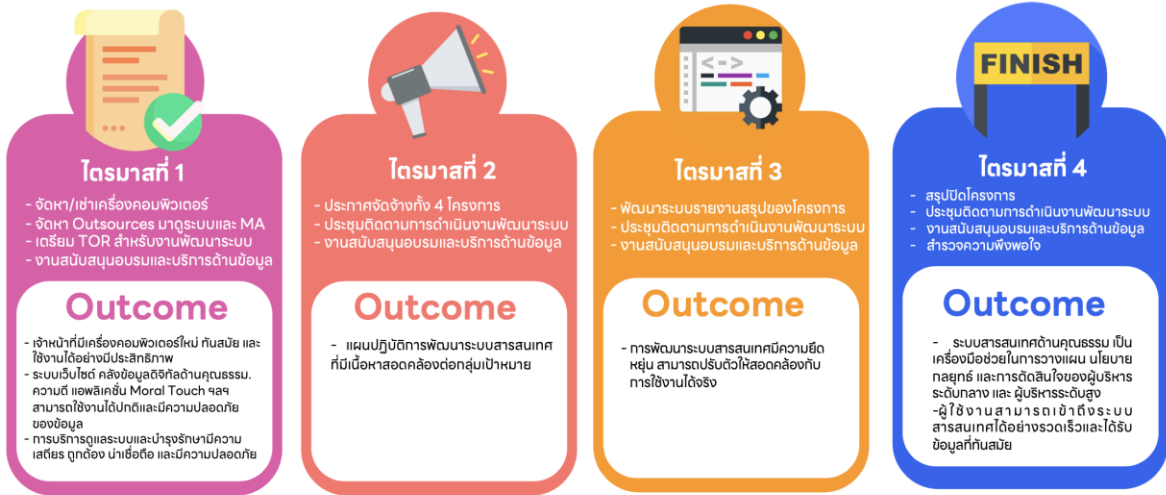 ไตรมาสที่ 1
- จัดหา/เช่าเครื่องคอมพิวเตอร์
- จัดหา Outsources มาดูระบบและ MA
- เตรียม TOR สำหรับงานพัฒนาระบบ
- งานสนับสนุนอบรมและบริการด้านข้อมูล
Outcome
- เจ้าหน้าที่มีเครื่องคอมพิวเตอร์ใหม่ ทันสมัย และ
ใช้งานได้อย่างมีประสิทธิภาพ
- ระบบเว็บไซต์ คลังข้อมูลดิจิทัลด้านคุณธรรม.
ความดี แอพลิเคชั่น Moral Touch ฯลฯ
สามารถใช้งานได้ปกติและมีความปลอดภัย
ของข้อมูล
- การบริการดูแลระบบและบำรุงรักษามีความ
เสถียร ถูกต้อง น่าเชื่อถือ และมีความปลอดภัย
ไตรมาสที่ 2
- ประกาศจัดจ้างทั้ง 4 โครงการ
- ประชุมติดตามการดำเนินงานพัฒนาระบบ
- งานสนับสนุนอบรมและบริการด้านข้อมูล
Outcome
- แผนปฏิบัติการพัฒนาระบบสารสนเทศ
ที่มีเนื้อหาสอดคล้องต่อกลุ่มเป้าหมาย
<->
ไตรมาสที่ 3
- พัฒนาระบบรายงานสรุปของโครงการ
- ประชุมติดตามการดำเนินงานพัฒนาระบบ
- งานสนับสนุนอบรมและบริการด้านข้อมูล
Outcome
- การพัฒนาระบบสารสนเทศมีความยืด
หยุ่น สามารถปรับตัวให้สอดคล้องกับ
การใช้งานได้จริง
FINISH
ไตรมาสที่ 4
- สรุปปิดโครงการ
- ประชุมติดตามการดำเนินงานพัฒนาระบบ
- งานสนับสนุนอบรมและบริการด้านข้อมูล
- สำรวจความพึงพอใจ
Outcome
- ระบบสารสนเทศด้านคุณธรรม เป็น
เครื่องมือช่วยในการวางแผน นโยบาย
กลยุทธ์ และการตัดสินใจของผู้บริหาร
ระดับกลาง และ ผู้บริหารระดับสูง
-ผู้ใช้งานสามารถเข้าถึงระบบ
สารสนเทศได้อย่างรวดเร็วและได้รับ
ข้อมูลที่ทันสมัย